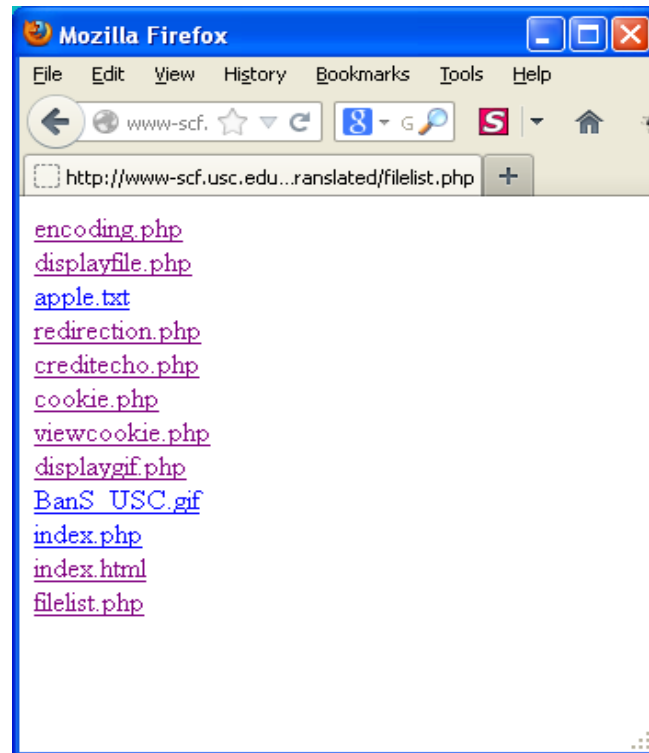 Mozilla Firefox
File Edit View History Bookmarks Tools Help
www-scf. 8 G S
http://www-scf.usc.edu...ranslated/filelist.php +
encoding.php
displayfile.php
apple.txt
redirection.php
creditecho.php
cookie.php
viewcookie.php
displaygif.php
BanS_USC.gif
index.php
index.html
filelist.php